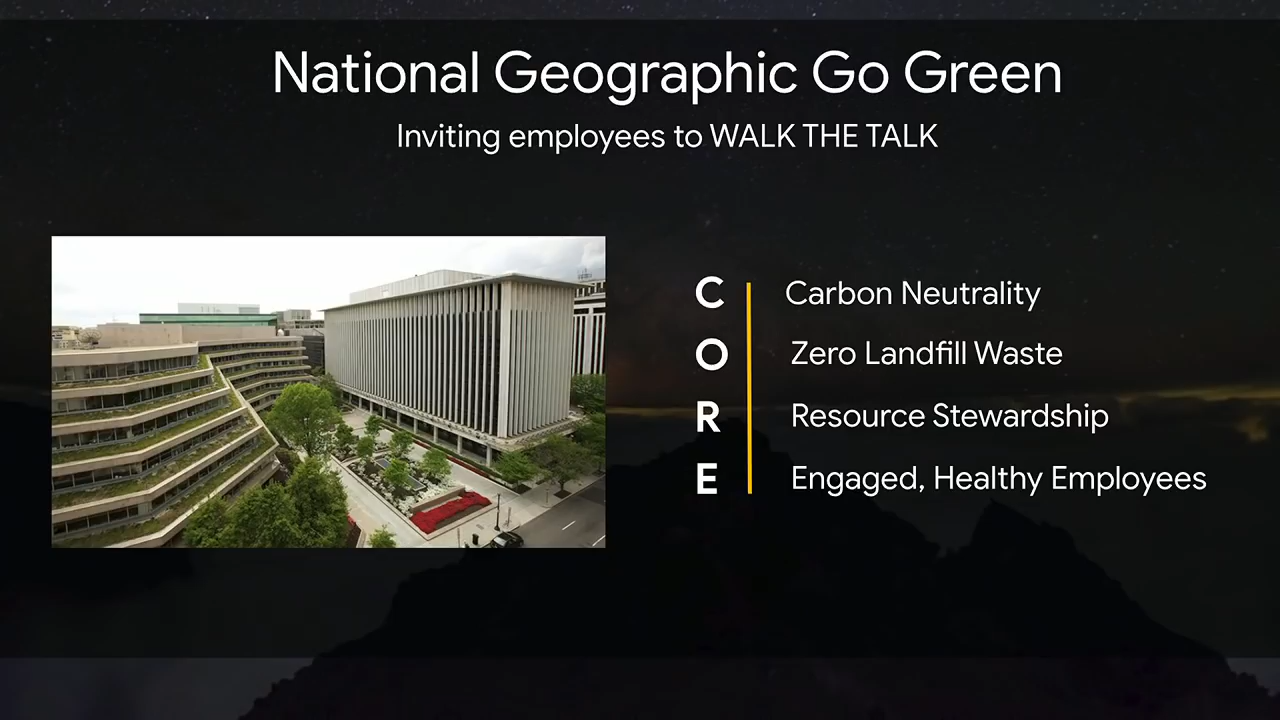 National Geographic Go Green
Inviting employees to WALK THE TALK
C Carbon Neutrality
O Zero Landfill Waste
R Resource Stewardship
E Engaged, Healthy Employees